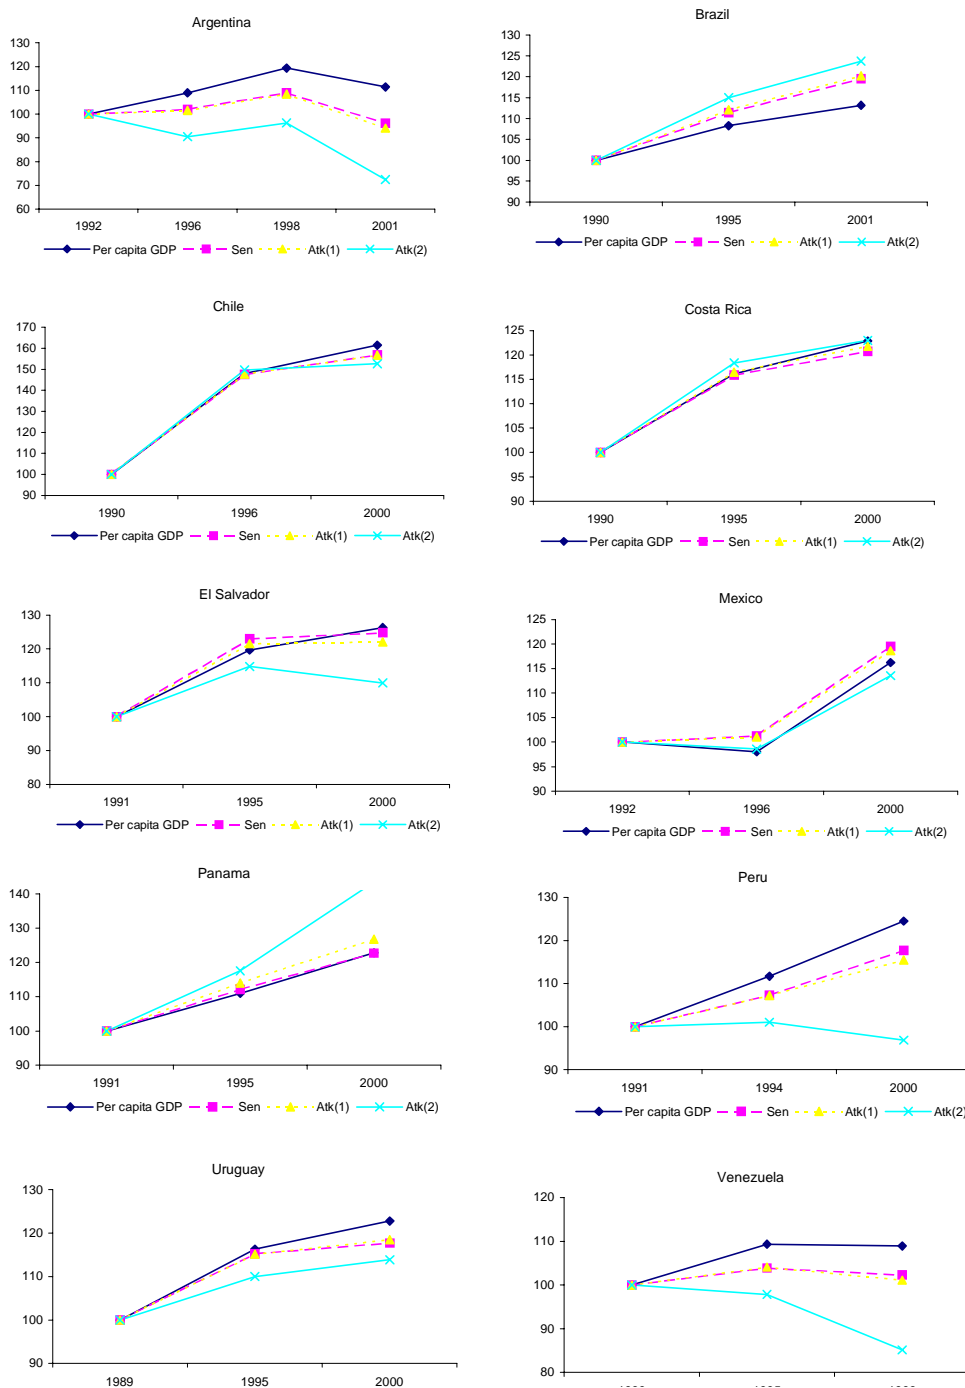 Argentina
130
120
110
100
90
80
70
60
1992 1996 1998 2001
Per capita GDP Sen Atk(1) Atk(2)
Brazil
130
125
120
115
110
105
100
95
90
1990 1995 2001
Per capita GDP Sen Atk(1) Atk(2)
Chile
170
160
150
140
130
120
110
100
90
1990 1996 2000
Per capita GDP Sen Atk(1) Atk(2)
Costa Rica
125
120
115
110
105
100
95
90
1990 1995 2000
Per capita GDP Sen Atk(1) Atk(2)
El Salvador
130
120
110
100
90
80
1991 1995 2000
Per capita GDP Sen Atk(1) Atk(2)
Mexico
125
120
115
110
105
100
95
90
1992 1996 2000
Per capita GDP Sen Atk(1) Atk(2)
Panama
140
130
120
110
100
90
1991 1995 2000
Per capita GDP Sen Atk(1) Atk(2)
Peru
130
120
110
100
90
1991 1994 2000
Per capita GDP Sen Atk(1) Atk(2)
Uruguay
130
120
110
100
90
1989 1995 2000
Venezuela
120
110
100
90
80